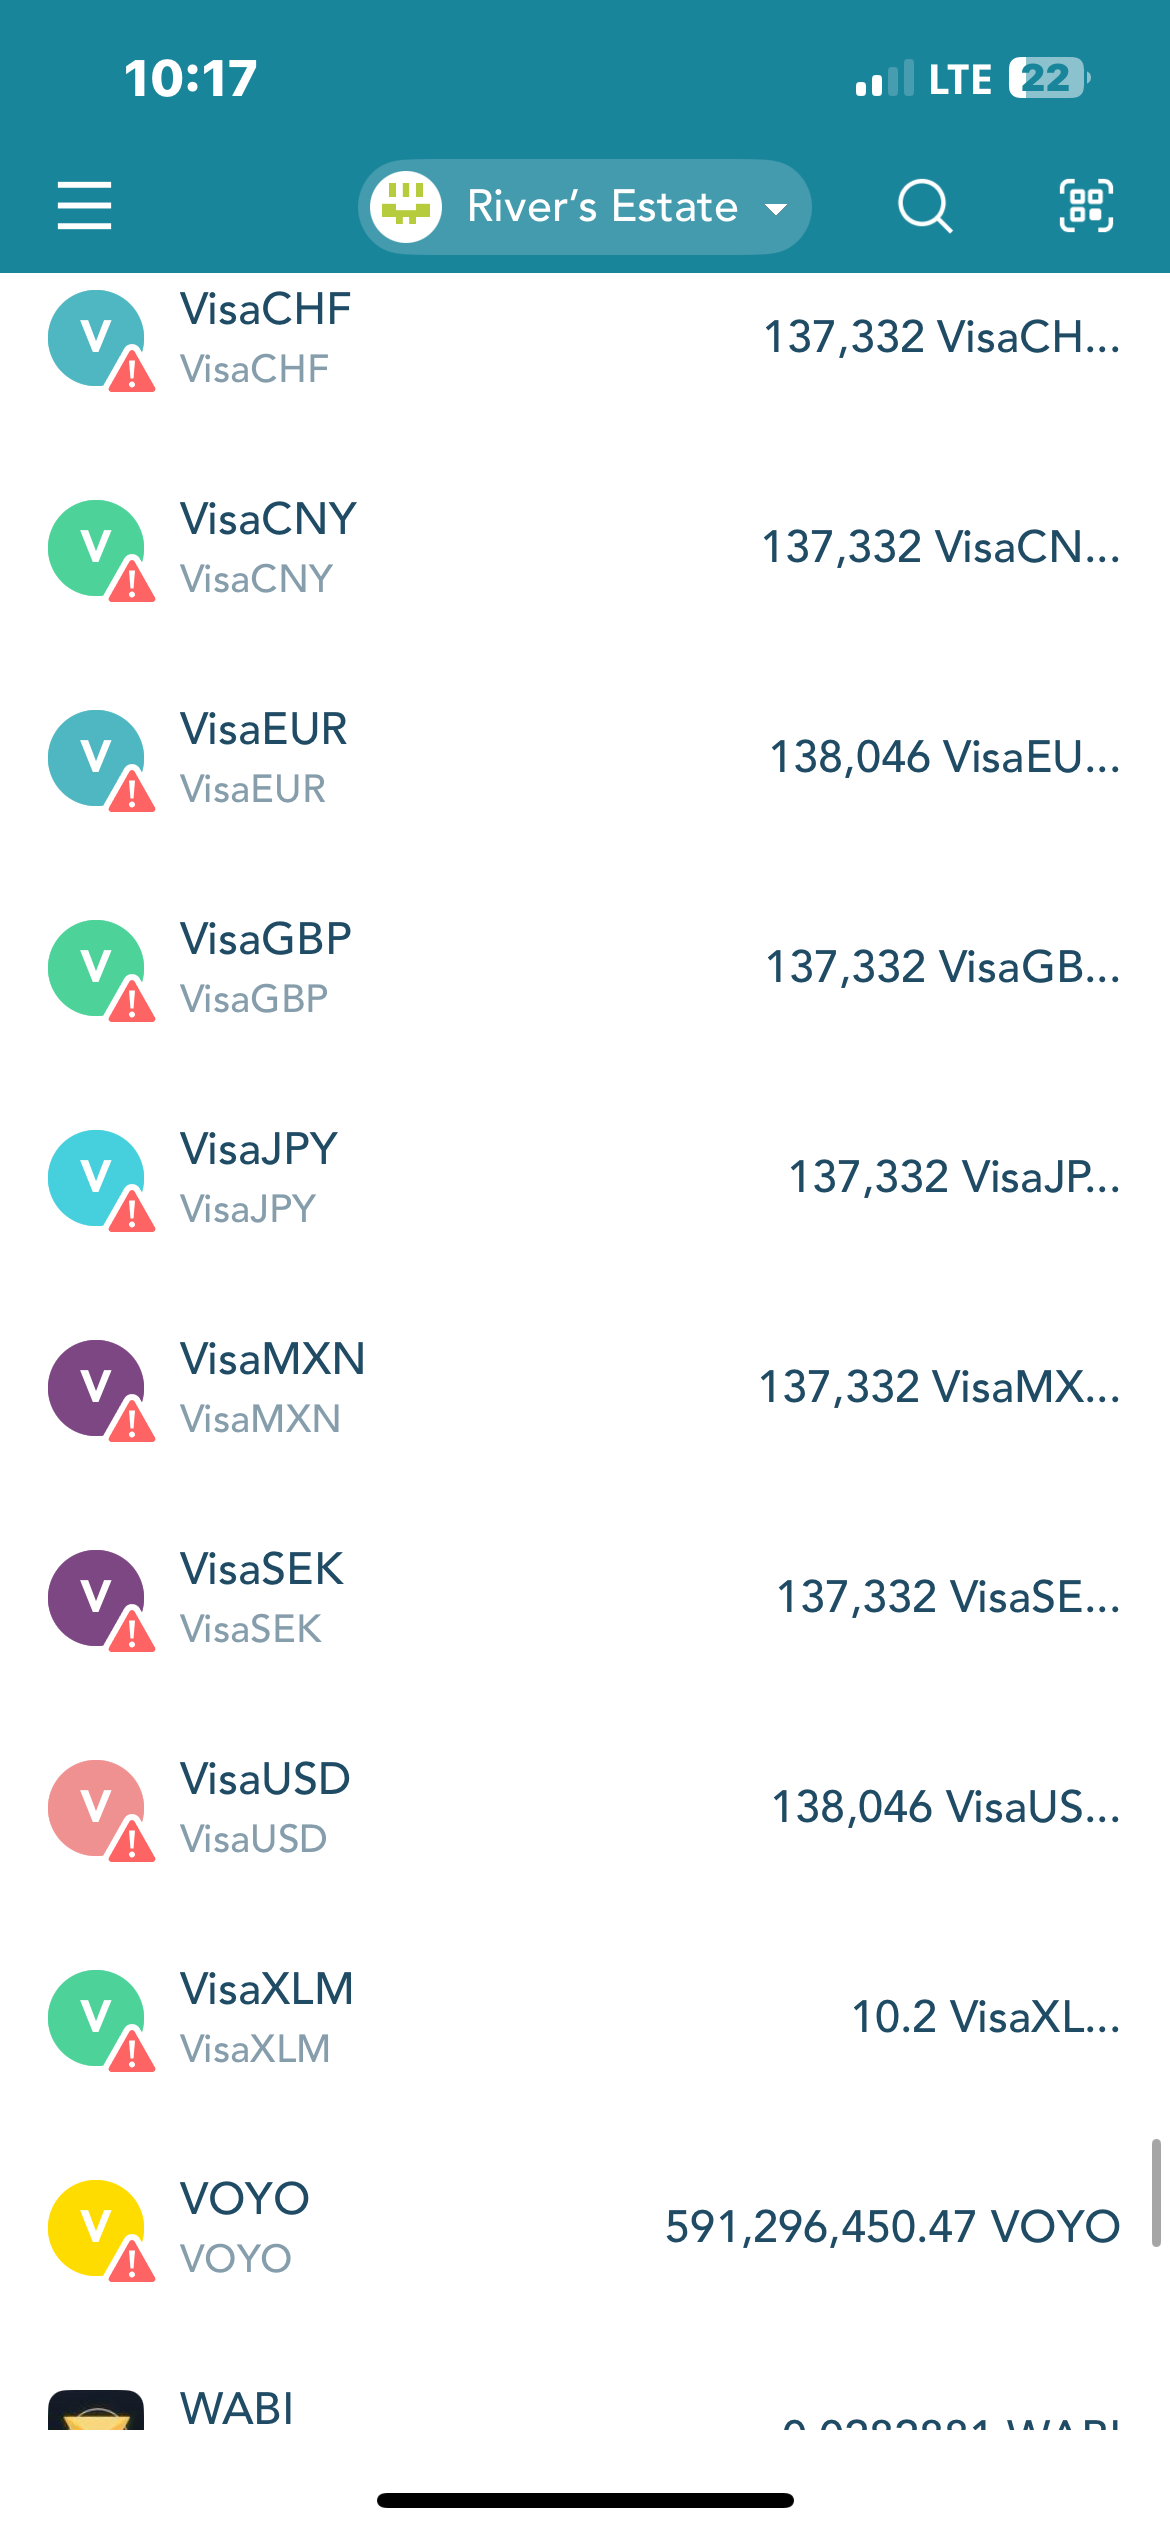 10:17
LTE 22
River’s Estate
VisaCHF
VisaCHF
137,332 VisaCH...
VisaCNY
VisaCNY
137,332 VisaCN...
VisaEUR
VisaEUR
138,046 VisaEU...
VisaGBP
VisaGBP
137,332 VisaGB...
VisaJPY
VisaJPY
137,332 VisaJP...
VisaMXN
VisaMXN
137,332 VisaMX...
VisaSEK
VisaSEK
137,332 VisaSE...
VisaUSD
VisaUSD
138,046 VisaUS...
VisaXLM
VisaXLM
10.2 VisaXL...
VOYO
VOYO
591,296,450.47 VOYO
WABI
WABI